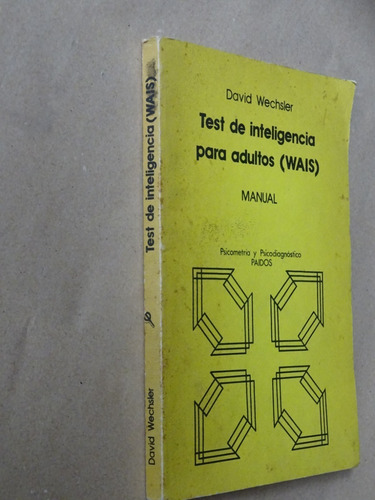 David Wechsler
Test de inteligencia
para adultos (WAIS)
MANUAL
Psicometría y Psicodiagnóstico
PAIDOS
Test de inteligencia (WAIS)
David Wechsler